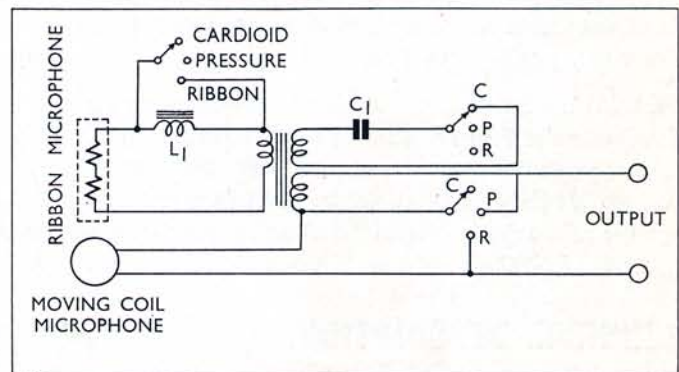 CARDIOID
PRESSURE
RIBBON
RIBBON MICROPHONE
L1
C1
C
P
R
C
P
R
OUTPUT
MOVING COIL
MICROPHONE